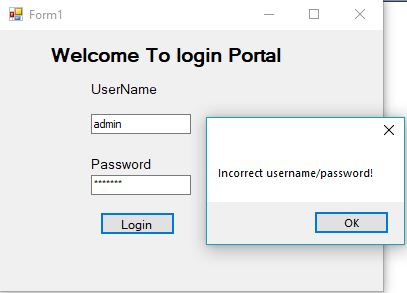 Form1
Welcome To login Portal
UserName
admin
Password
*******
Login
Incorrect username/password!
OK